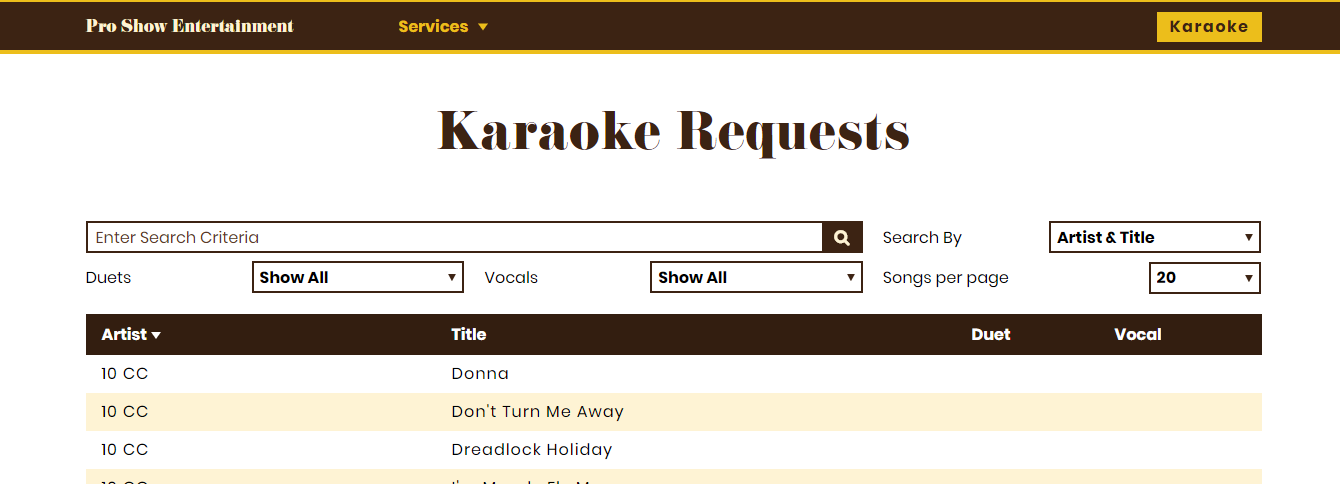 Pro Show Entertainment Services Karaoke
Karaoke Requests
Enter Search Criteria Search By Artist & Title
Duets Show All Vocals Show All Songs per page 20
Artist Title Duet Vocal
10 CC Donna
10 CC Don't Turn Me Away
10 CC Dreadlock Holiday